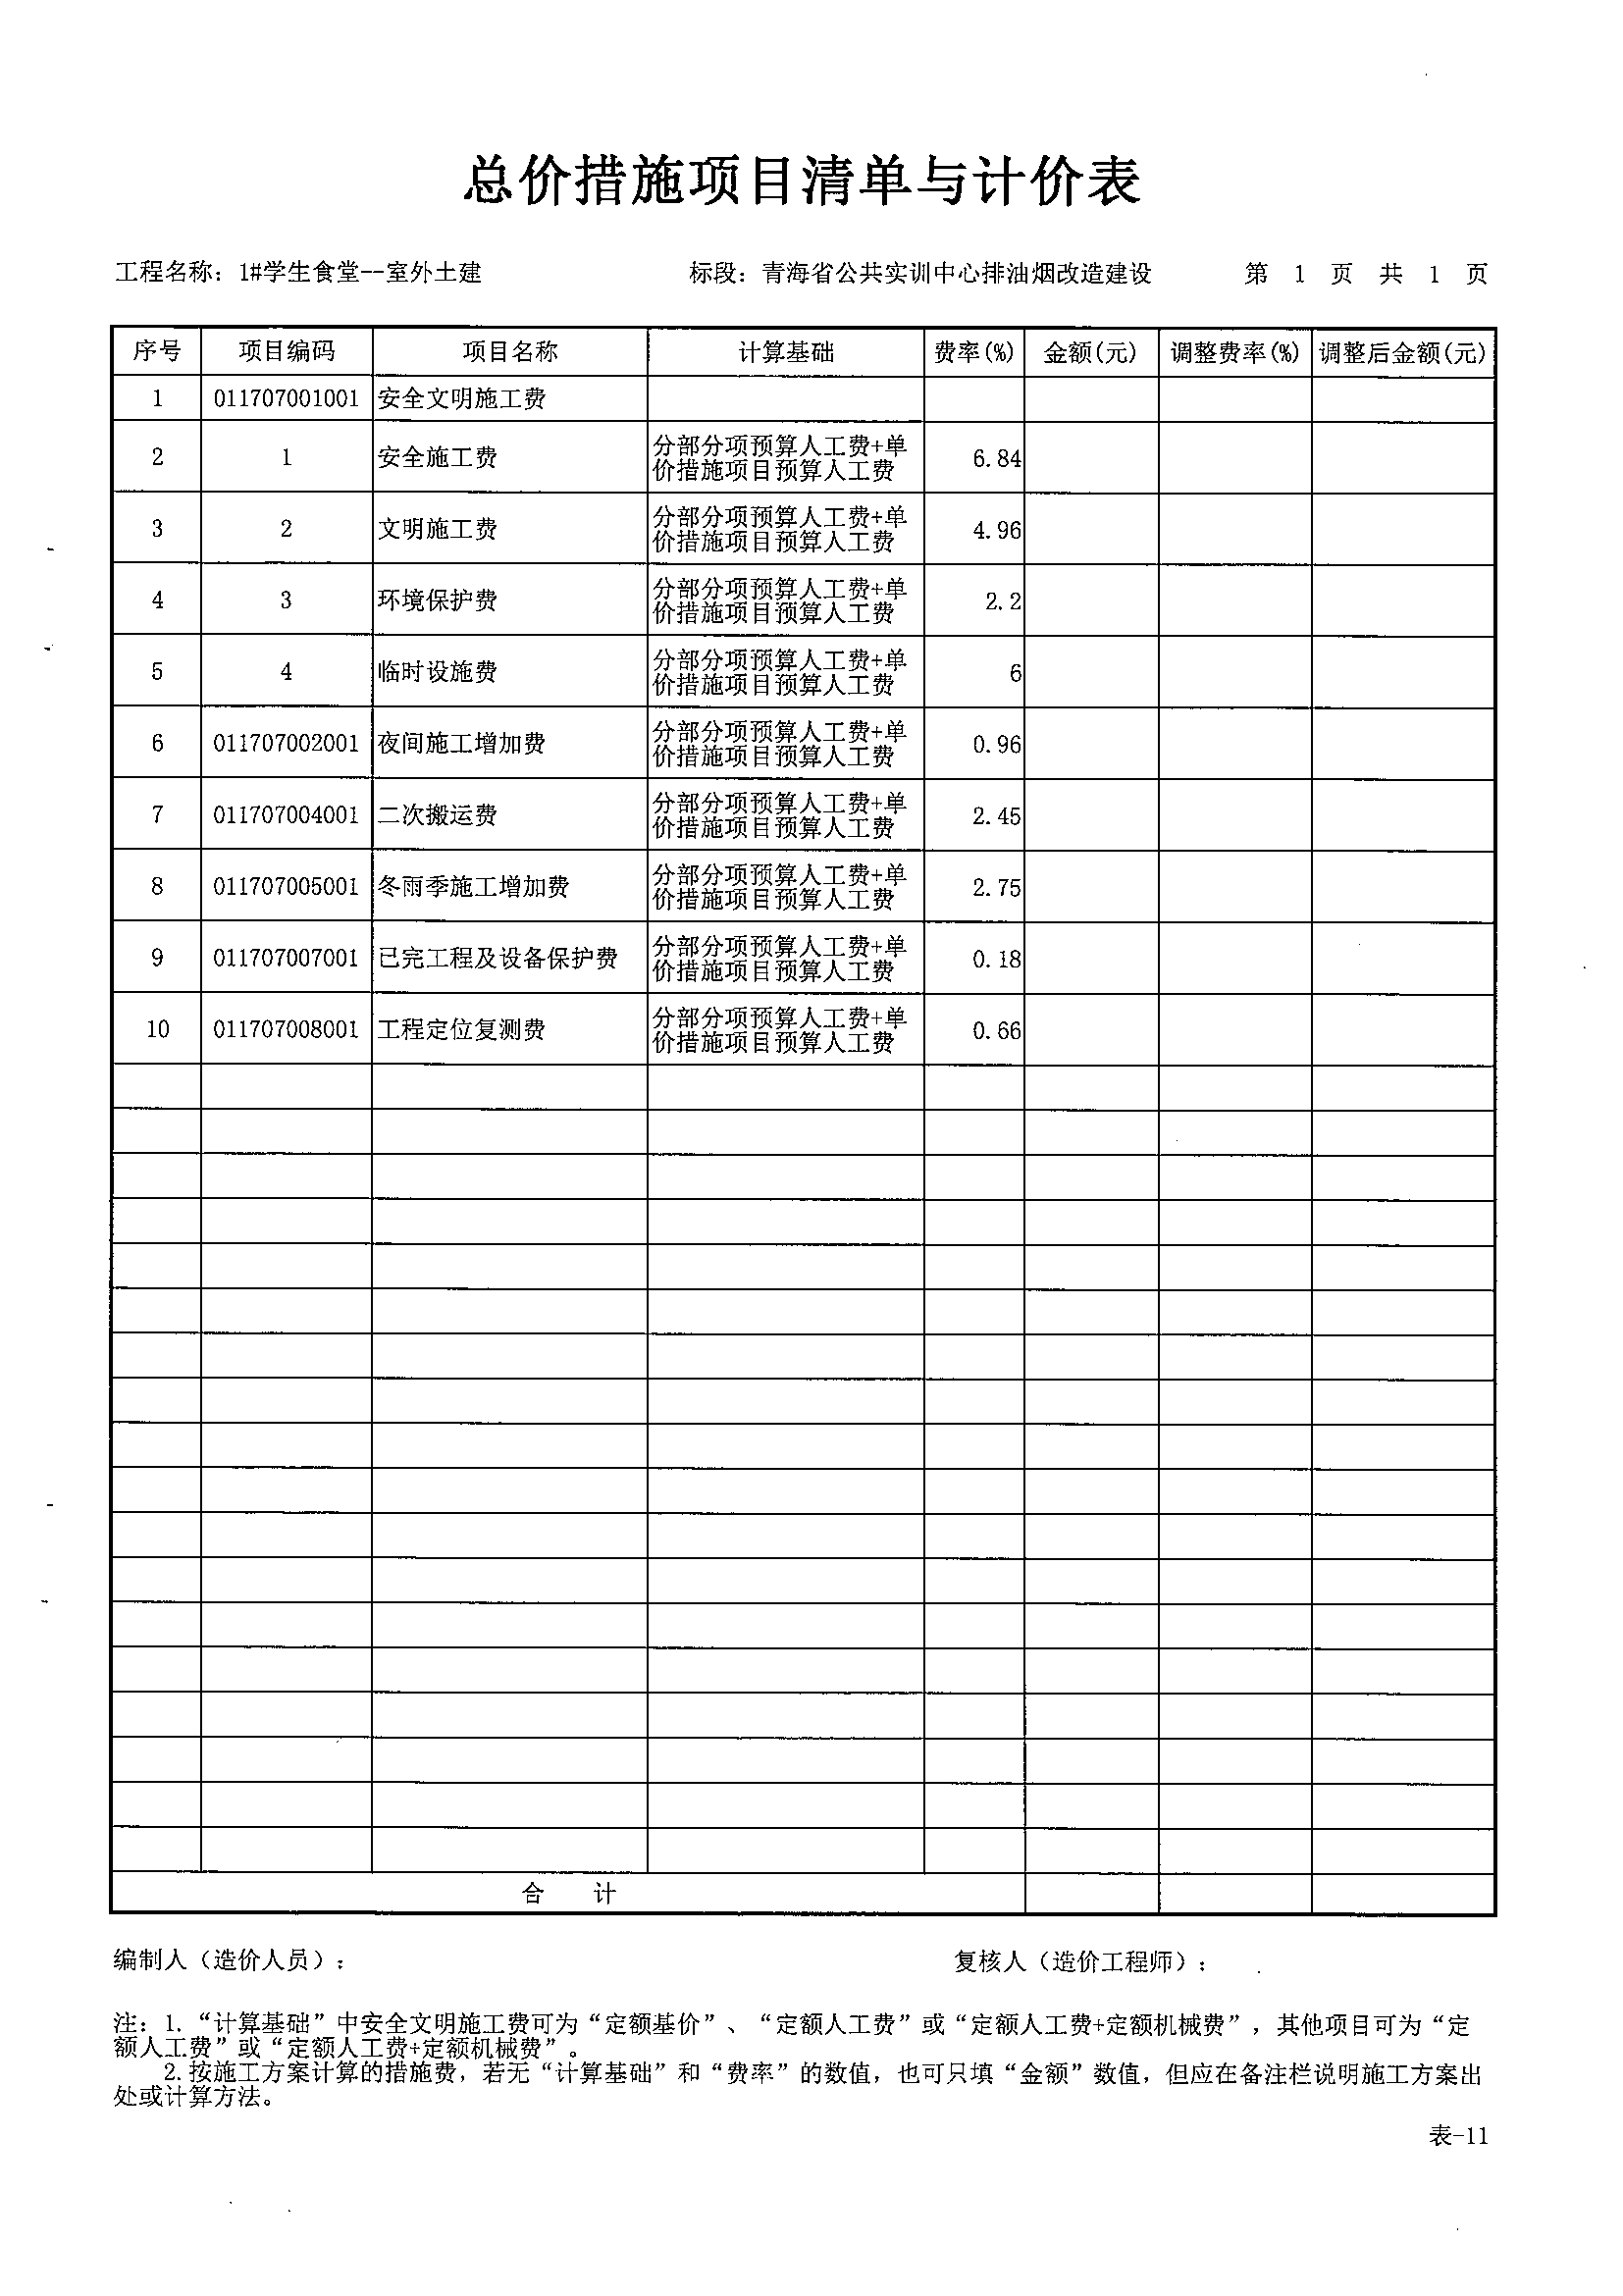 总价措施项目清单与计价表
工程名称：1#学生食堂--室外土建 标段：青海省公共实训中心排油烟改造建设 第 1 页 共 1 页
序号 项目编码 项目名称 计算基础 费率(%) 金额(元) 调整费率(%) 调整后金额(元)
1 011707001001 安全文明施工费
2 1 安全施工费 分部分项预算人工费+单
价措施项目预算人工费 6.84
3 2 文明施工费 分部分项预算人工费+单
价措施项目预算人工费 4.96
4 3 环境保护费 分部分项预算人工费+单
价措施项目预算人工费 2.2
5 4 临时设施费 分部分项预算人工费+单
价措施项目预算人工费 6
6 011707002001 夜间施工增加费 分部分项预算人工费+单
价措施项目预算人工费 0.96
7 011707004001 二次搬运费 分部分项预算人工费+单
价措施项目预算人工费 2.45
8 011707005001 冬雨季施工增加费 分部分项预算人工费+单
价措施项目预算人工费 2.75
9 011707007001 已完工程及设备保护费 分部分项预算人工费+单
价措施项目预算人工费 0.18
10 011707008001 工程定位复测费 分部分项预算人工费+单
价措施项目预算人工费 0.66
合 计
编制人（造价人员）： 复核人（造价工程师）：
注：1.“计算基础”中安全文明施工费可为“定额基价”、“定额人工费”或“定额人工费+定额机械费”，其他项目可为“定
额人工费”或“定额人工费+定额机械费”。
2.按施工方案计算的措施费，若无“计算基础”和“费率”的数值，也可只填“金额”数值，但应在备注栏说明施工方案出
处或计算方法。
表-11